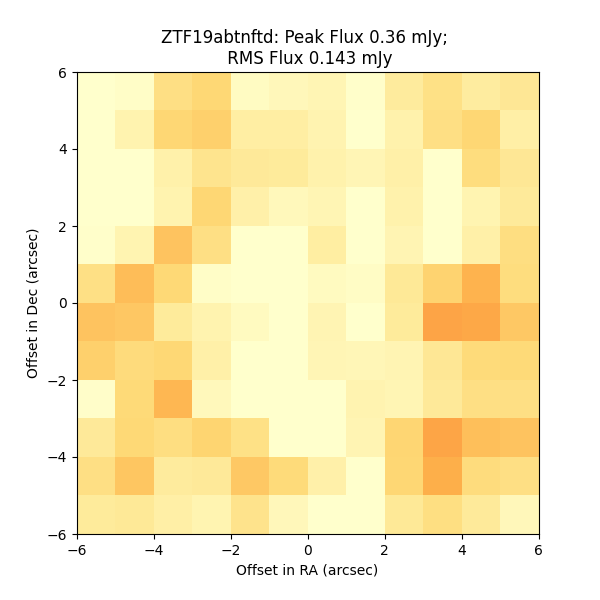 ZTF19abtnftd: Peak Flux 0.36 mJy;
RMS Flux 0.143 mJy
6
4
2
0
−2
−4
−6
Offset in Dec (arcsec)
−6 −4 −2 0 2 4 6
Offset in RA (arcsec)